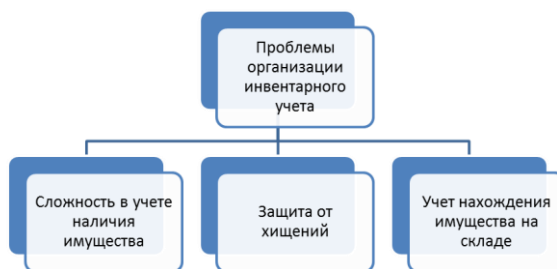 Проблемы
организации
инвентарного
учета
Сложность в учете
наличия
имущества
Защита от
хищений
Учет нахождения
имущества на
складе